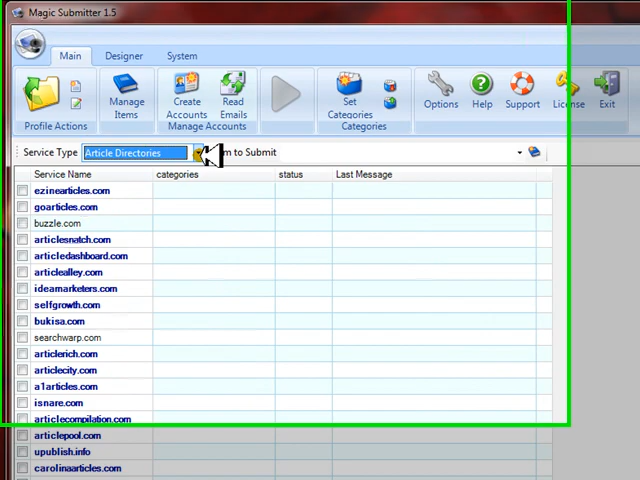 Magic Submitter 1.5
Main Designer System
Manage Items
Create Accounts
Read Emails
Set Categories
Options
Help
Support
License
Exit
Profile Actions
Manage Accounts
Categories
Service Type Article Directories m to Submit
Service Name categories status Last Message
ezinearticles.com
goarticles.com
buzzle.com
articlesnatch.com
articledashboard.com
articlealley.com
ideamarketers.com
selfgrowth.com
bukisa.com
searchwarp.com
articlerich.com
articlecity.com
a1articles.com
isnare.com
articlecompilation.com
articlepool.com
upublish.info
carolinaarticles.com